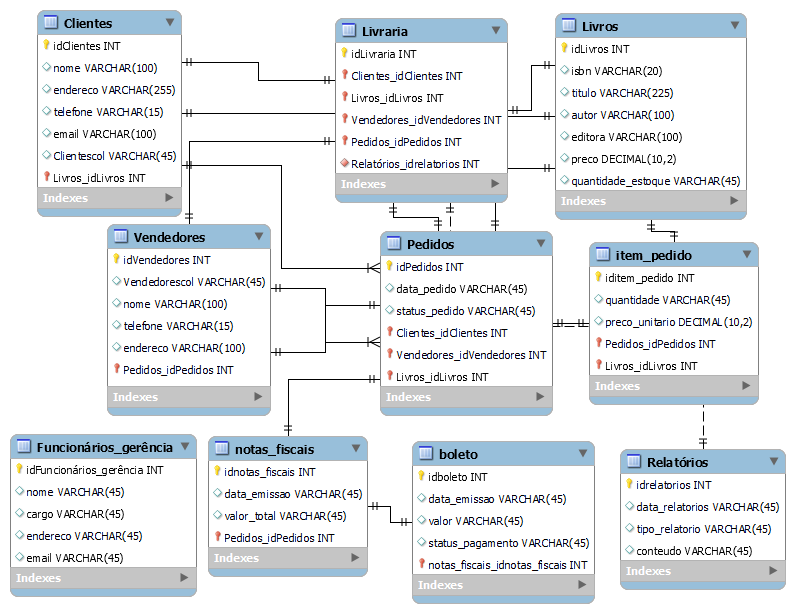 Clientes
idClientes INT
nome VARCHAR(100)
endereco VARCHAR(255)
telefone VARCHAR(15)
email VARCHAR(100)
Clientescol VARCHAR(45)
Livros_idLivros INT
Indexes
Livraria
idLivraria INT
Clientes_idClientes INT
Livros_idLivros INT
Vendedores_idVendedores INT
Pedidos_idPedidos INT
Relatórios_idrelatorios INT
Indexes
Livros
idLivros INT
isbn VARCHAR(20)
titulo VARCHAR(225)
autor VARCHAR(100)
editora VARCHAR(100)
preco DECIMAL(10,2)
quantidade_estoque VARCHAR(45)
Indexes
Vendedores
idVendedores INT
Vendedorescol VARCHAR(45)
nome VARCHAR(100)
telefone VARCHAR(15)
endereco VARCHAR(100)
Pedidos_idPedidos INT
Indexes
Pedidos
idPedidos INT
data_pedido VARCHAR(45)
status_pedido VARCHAR(45)
Clientes_idClientes INT
Vendedores_idVendedores INT
Livros_idLivros INT
Indexes
item_pedido
iditem_pedido INT
quantidade VARCHAR(45)
preco_unitario DECIMAL(10,2)
Pedidos_idPedidos INT
Livros_idLivros INT
Indexes
Funcionários_gerência
idFuncionários_gerência INT
nome VARCHAR(45)
cargo VARCHAR(45)
endereco VARCHAR(45)
email VARCHAR(45)
Indexes
notas_fiscais
idnotas_fiscais INT
data_emissao VARCHAR(45)
valor_total VARCHAR(45)
Pedidos_idPedidos INT
Indexes
boleto
idboleto INT
data_emissao VARCHAR(45)
valor VARCHAR(45)
status_pagamento VARCHAR(45)
notas_fiscais_idnotas_fiscais INT
Indexes
Relatórios
idrelatorios INT
data_relatorios VARCHAR(45)
tipo_relatorio VARCHAR(45)
conteudo VARCHAR(45)
Indexes